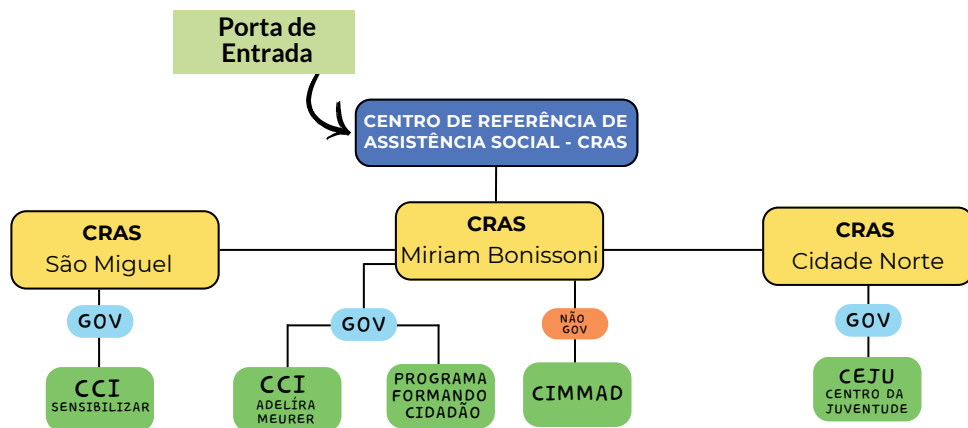 Porta de
Entrada
CENTRO DE REFERÊNCIA DE
ASSISTÊNCIA SOCIAL - CRAS
CRAS
São Miguel
CRAS
Miriam Bonissoni
CRAS
Cidade Norte
GOV
GOV
NÃO
GOV
GOV
CCI
SENSIBILIZAR
CCI
ADELÍRA
MEURER
PROGRAMA
FORMANDO
CIDADÃO
CIMMAD
CEJU
CENTRO DA
JUVENTUDE